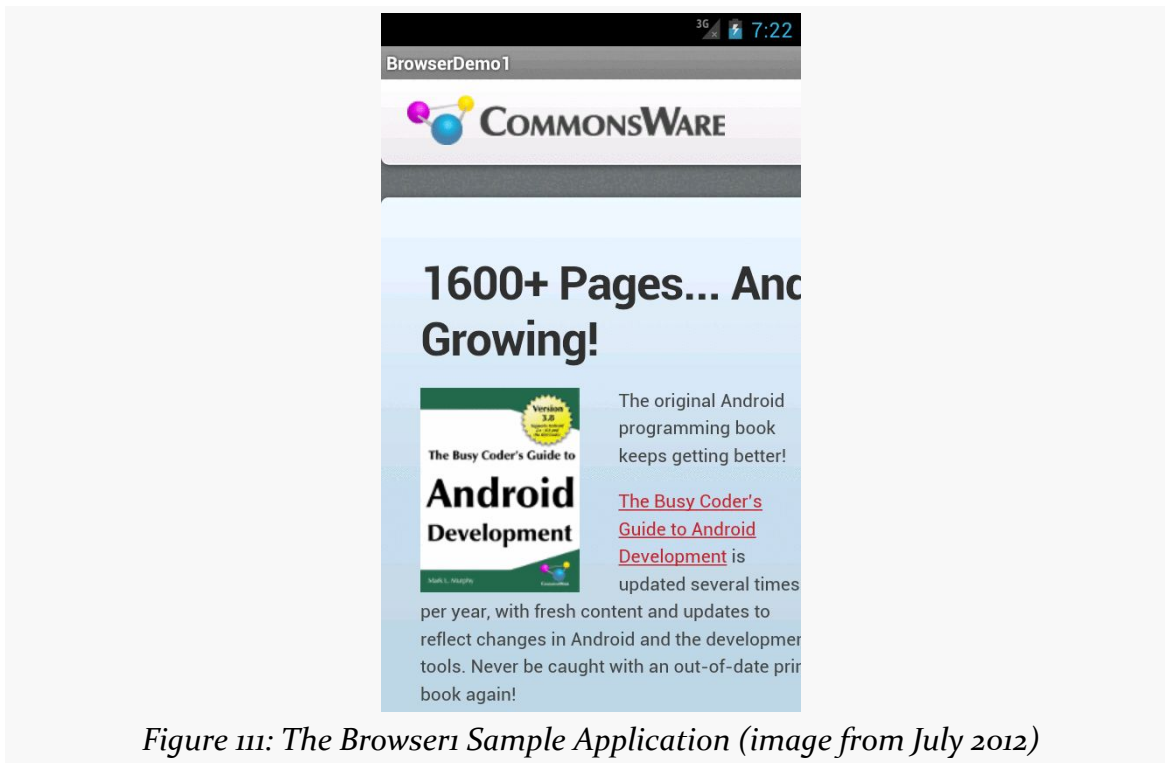 3G 7:22
BrowserDemo1
COMMONSWARE
1600+ Pages... And
Growing!
The original Android
programming book
keeps getting better!
Version
3.8
The Busy Coder's Guide to
Android
Development
Mark L. Murphy
CommonsWare
The Busy Coder's
Guide to Android
Development is
updated several times
per year, with fresh content and updates to
reflect changes in Android and the developmen
tools. Never be caught with an out-of-date prin
book again!
Figure 111: The Browser1 Sample Application (image from July 2012)